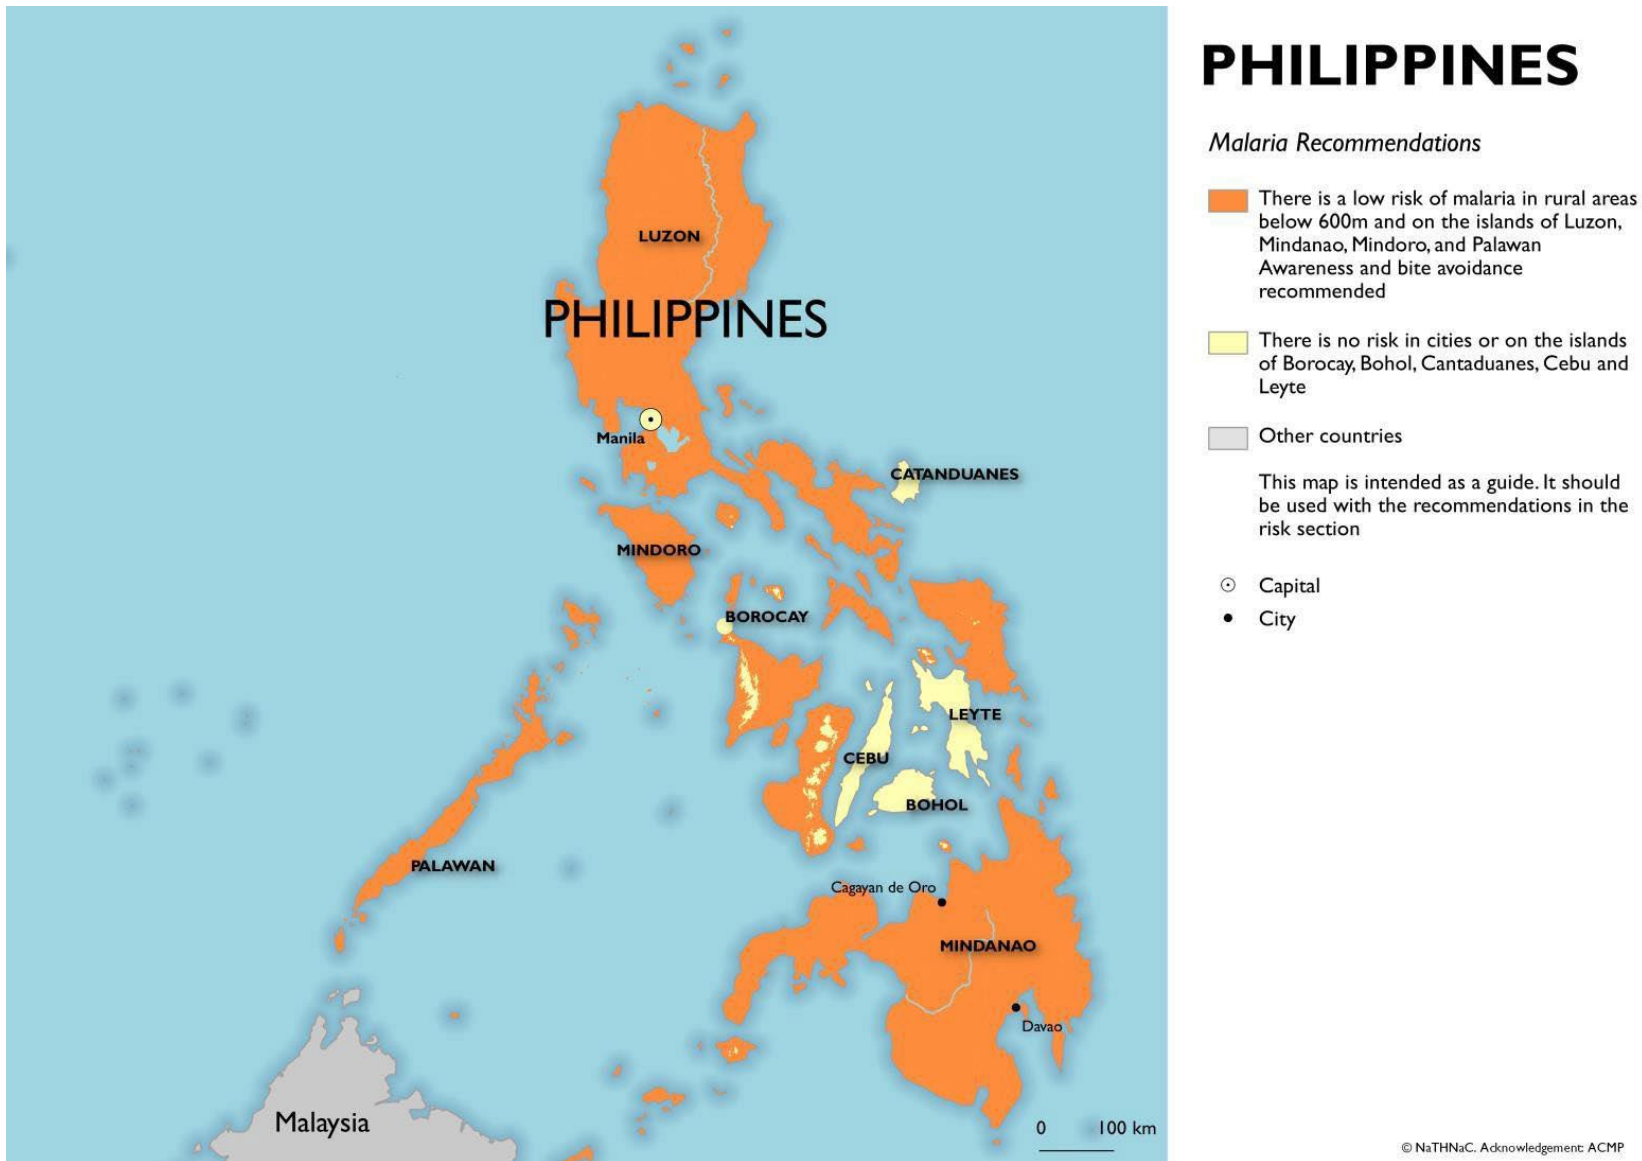 PHILIPPINES
Malaria Recommendations
There is a low risk of malaria in rural areas
below 600m and on the islands of Luzon,
Mindanao, Mindoro, and Palawan
Awareness and bite avoidance
recommended
There is no risk in cities or on the islands
of Borocay, Bohol, Cantaduanes, Cebu and
Leyte
Other countries
This map is intended as a guide. It should
be used with the recommendations in the
risk section
Capital
City
LUZON
PHILIPPINES
Manila
CATANDUANES
MINDORO
BOROCAY
LEYTE
CEBU
BOHOL
PALAWAN
Cagayan de Oro
MINDANAO
Davao
Malaysia
0 100 km
© NaTHNaC. Acknowledgement: ACMP